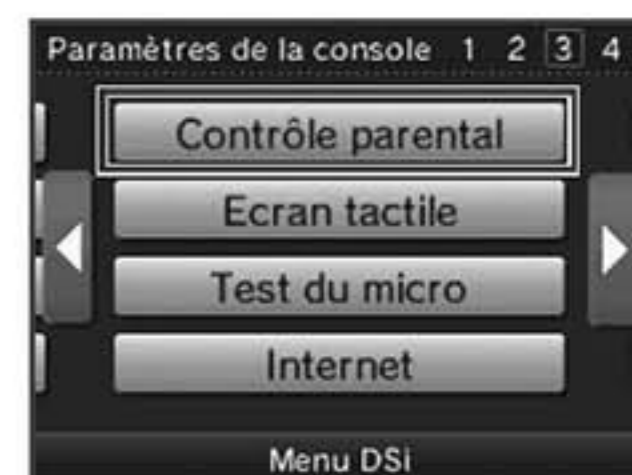 Paramètres de la console 1 2 3 4
Contrôle parental
Ecran tactile
Test du micro
Internet
Menu DSi